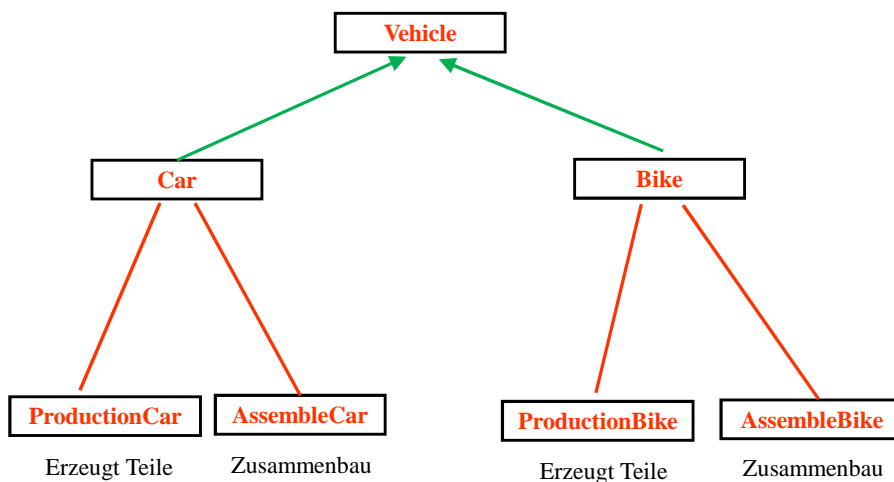 Vehicle
Car
Bike
ProductionCar
AssembleCar
ProductionBike
AssembleBike
Erzeugt Teile
Zusammenbau
Erzeugt Teile
Zusammenbau